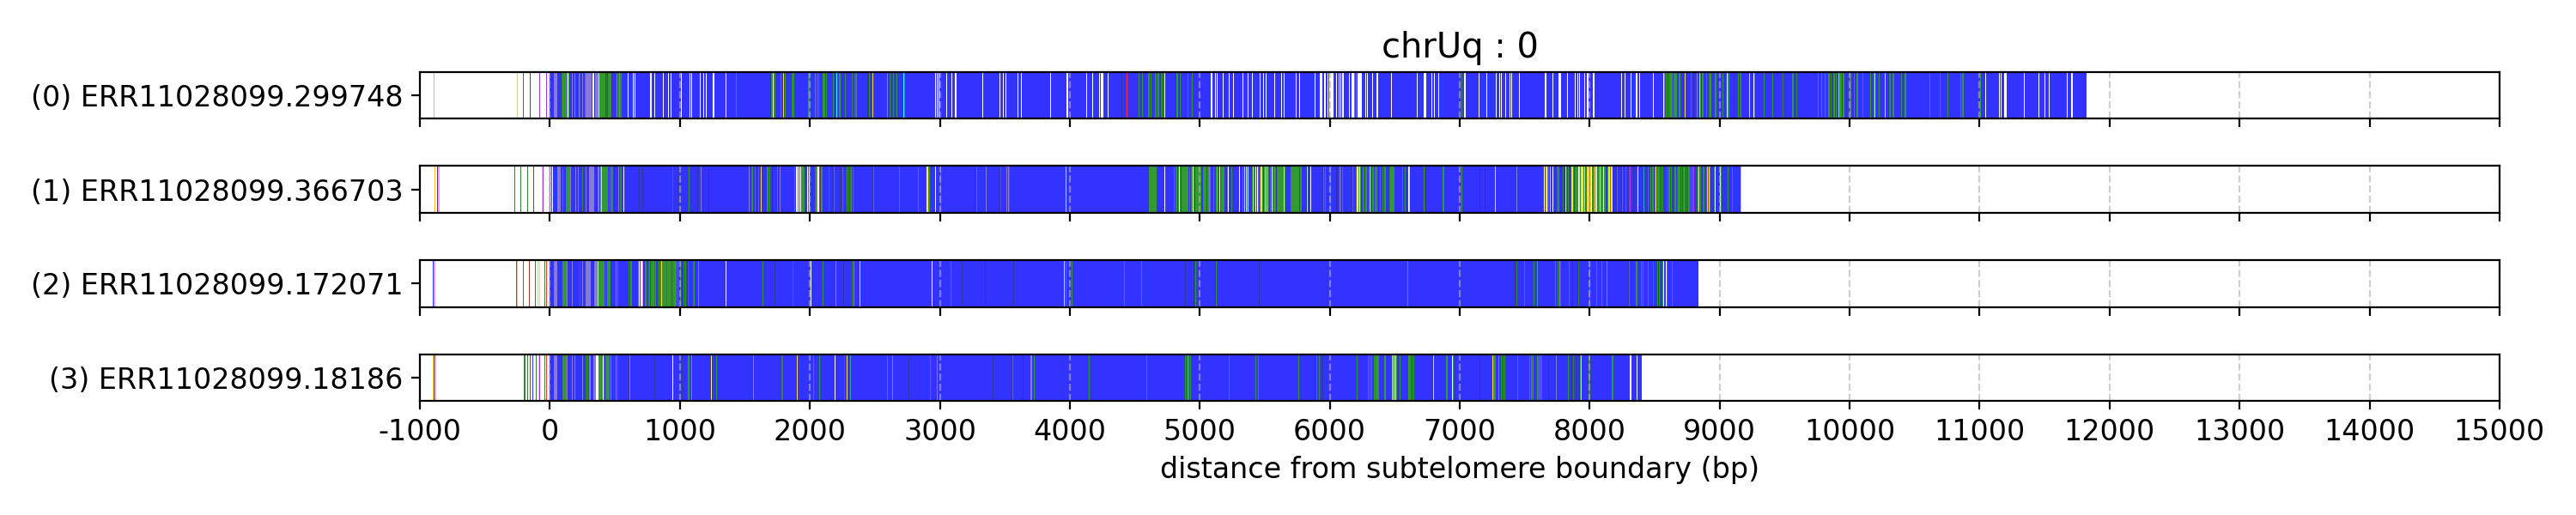 chrUq : 0
(0) ERR11028099.299748
(1) ERR11028099.366703
(2) ERR11028099.172071
(3) ERR11028099.18186
-1000 0 1000 2000 3000 4000 5000 6000 7000 8000 9000 10000 11000 12000 13000 14000 15000
distance from subtelomere boundary (bp)